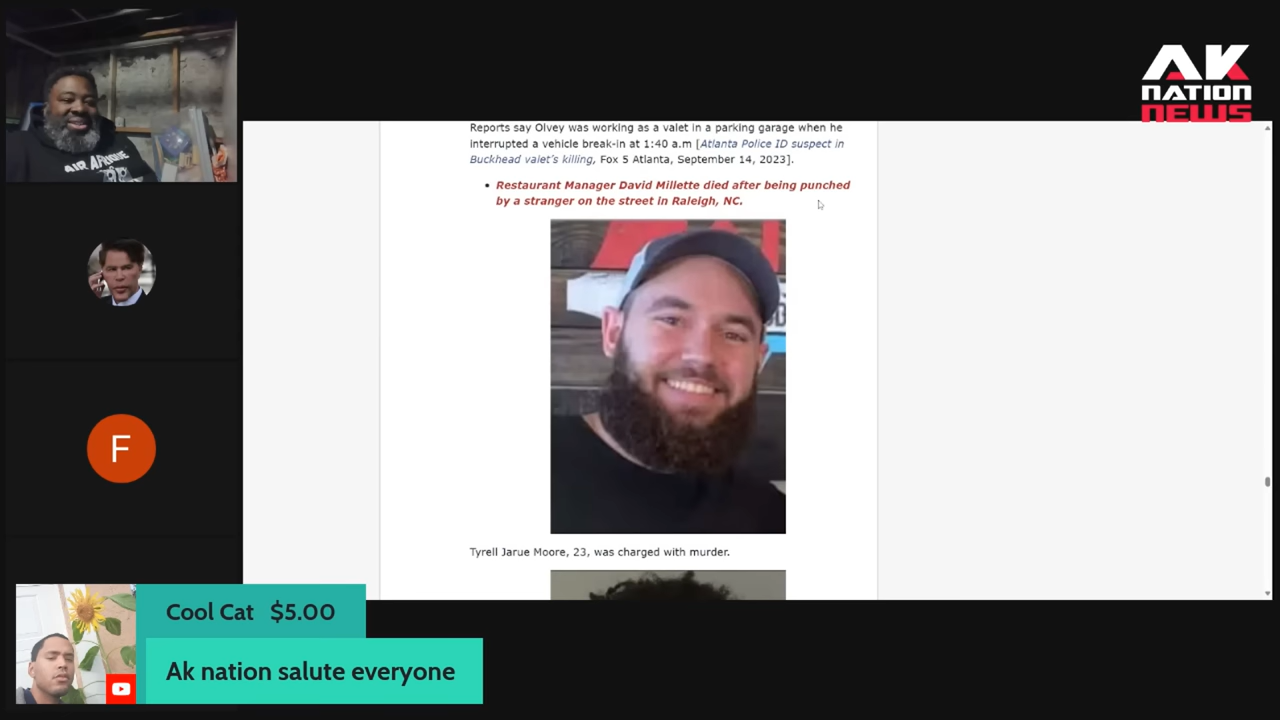 AK
NATION
NEWS
AIR
Reports say Olvey was working as a valet in a parking garage when he
interrupted a vehicle break-in at 1:40 a.m [Atlanta Police ID suspect in
Buckhead valet's killing, Fox 5 Atlanta, September 14, 2023].
• Restaurant Manager David Millette died after being punched
by a stranger on the street in Raleigh, NC.
F
Tyrell Jarue Moore, 23, was charged with murder.
Cool Cat $5.00
Ak nation salute everyone